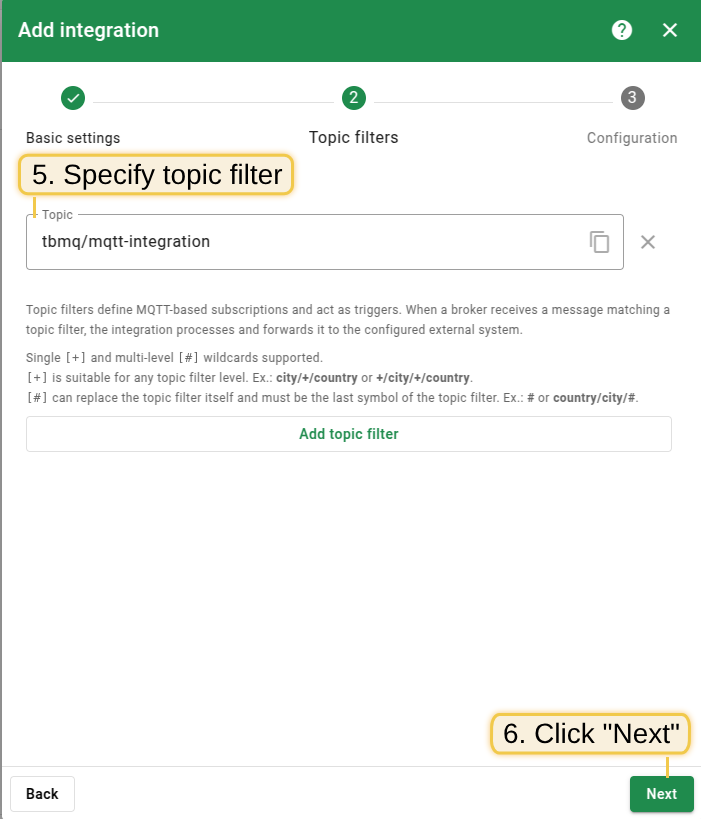 Add integration
?
2
3
Basic settings
Topic filters
Configuration
5. Specify topic filter
Topic
tbmq/mqtt-integration
Topic filters define MQTT-based subscriptions and act as triggers. When a broker receives a message matching a
topic filter, the integration processes and forwards it to the configured external system.
Single [+] and multi-level [#] wildcards supported.
[+] is suitable for any topic filter level. Ex.: city/+/country or +/city/+/country.
[#] can replace the topic filter itself and must be the last symbol of the topic filter. Ex.: # or country/city/#.
Add topic filter
6. Click "Next"
Back
Next